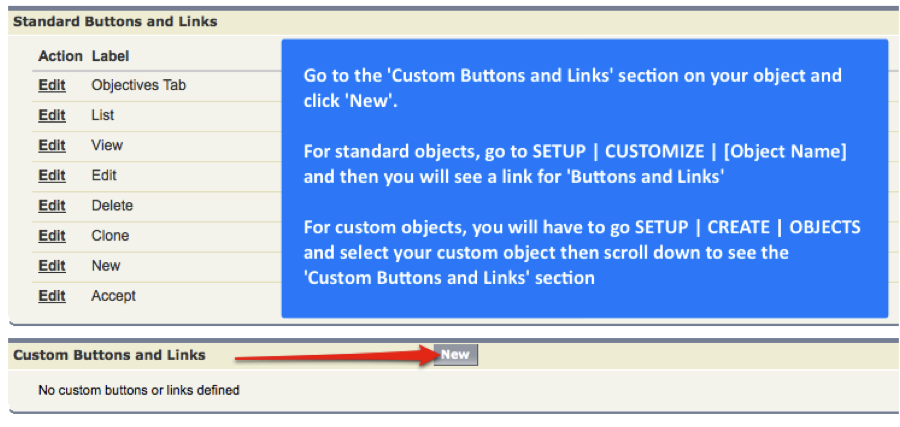 Standard Buttons and Links
Action Label
Edit Objectives Tab
Edit List
Edit View
Edit Edit
Edit Delete
Edit Clone
Edit New
Edit Accept
Go to the 'Custom Buttons and Links' section on your object and
click 'New'.
For standard objects, go to SETUP | CUSTOMIZE | [Object Name]
and then you will see a link for 'Buttons and Links'
For custom objects, you will have to go SETUP | CREATE | OBJECTS
and select your custom object then scroll down to see the
'Custom Buttons and Links' section
Custom Buttons and Links New
No custom buttons or links defined